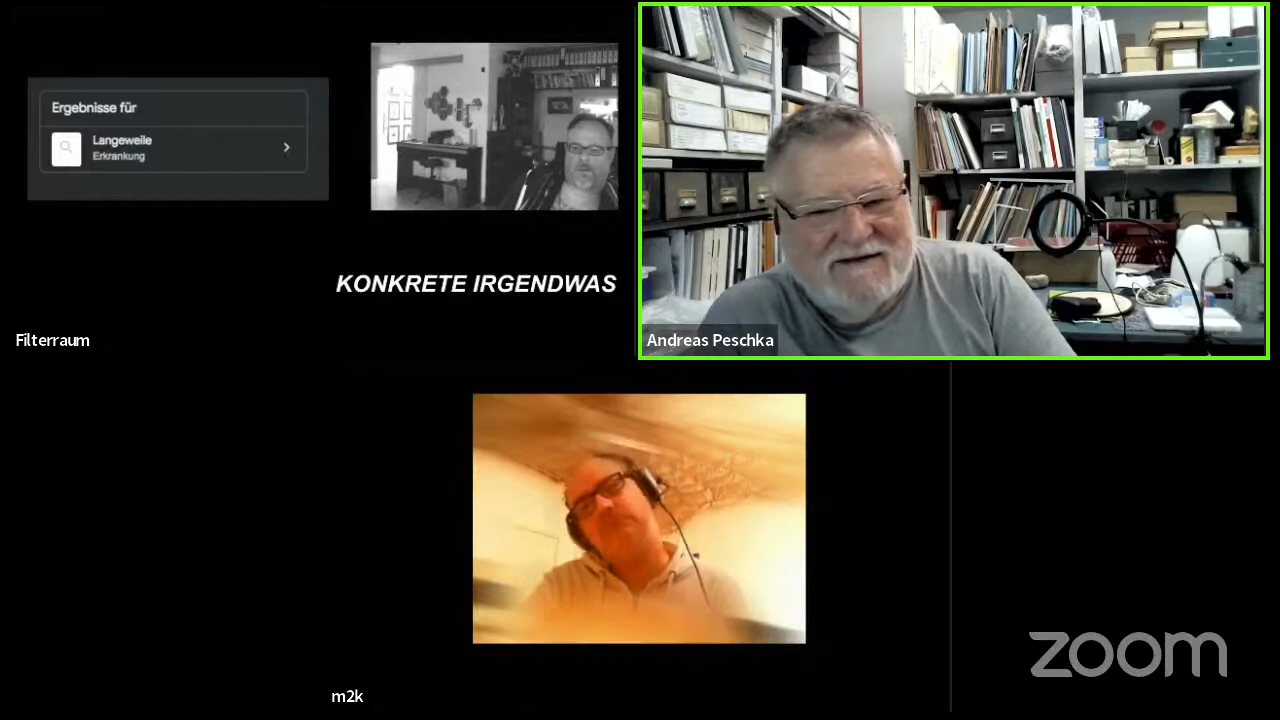 Ergebnisse für
Langeweile
Erkrankung
KONKRETE IRGENDWAS
Filterraum
Andreas Peschka
m2k
zoom